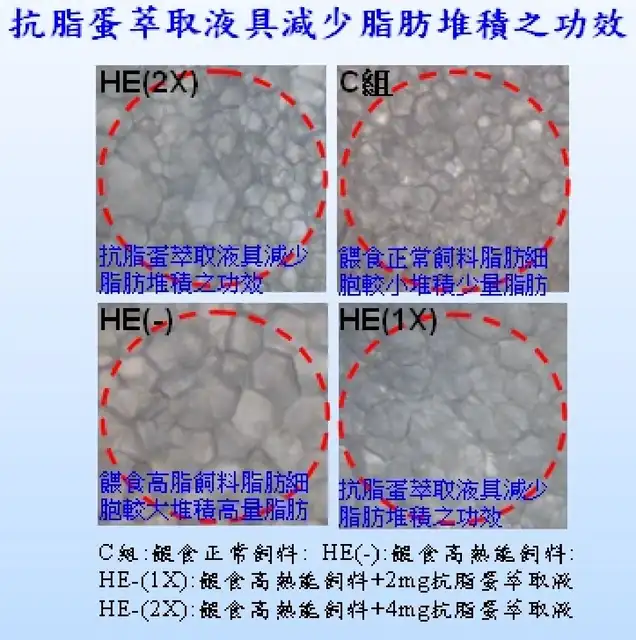 抗脂蛋萃取液具減少脂肪堆積之功效
HE(2X)
抗脂蛋萃取液具減少
脂肪堆積之功效
C組
餵食正常飼料脂肪細
胞較小堆積少量脂肪
HE(-)
餵食高脂飼料脂肪細
胞較大堆積高量脂肪
HE(1X)
抗脂蛋萃取液具減少
脂肪堆積之功效
C組:餵食正常飼料: HE(-):餵食高熱能飼料:
HE-(1X):餵食高熱能飼料+2mg抗脂蛋萃取液
HE-(2X):餵食高熱能飼料+4mg抗脂蛋萃取液